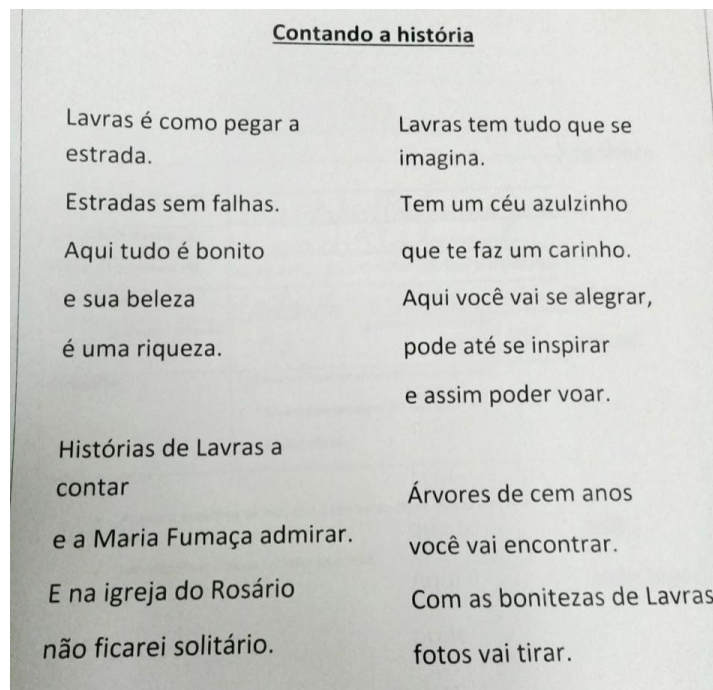 Contando a história
Lavras é como pegar a
estrada.
Estradas sem falhas.
Aqui tudo é bonito
e sua beleza
é uma riqueza.
Histórias de Lavras a
contar
e a Maria Fumaça admirar.
E na igreja do Rosário
não ficarei solitário.
Lavras tem tudo que se
imagina.
Tem um céu azulzinho
que te faz um carinho.
Aqui você vai se alegrar,
pode até se inspirar
e assim poder voar.
Árvores de cem anos
você vai encontrar.
Com as bonitezas de Lavras
fotos vai tirar.